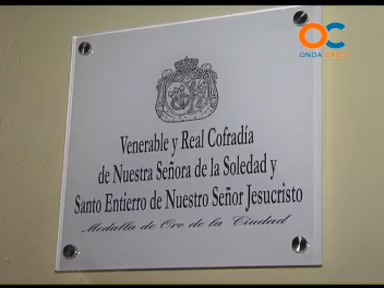 OC
ONDA CÁDIZ
Venerable y Real Cofradía
de Nuestra Señora de la Soledad y
Santo Entierro de Nuestro Señor Jesucristo
Medalla de Oro de la Ciudad